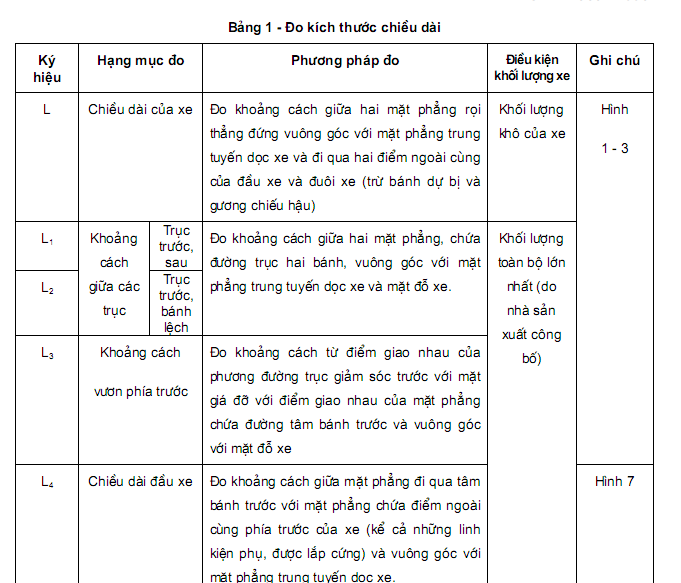 Bảng 1 - Đo kích thước chiều dài
Ký hiệu
Hạng mục đo
Phương pháp đo
Điều kiện khối lượng xe
Ghi chú
L
Chiều dài của xe
Đo khoảng cách giữa hai mặt phẳng rọi
thẳng đứng vuông góc với mặt phẳng trung
tuyến dọc xe và đi qua hai điểm ngoài cùng
của đầu xe và đuôi xe (trừ bánh dự bị và
gương chiếu hậu)
Khối lượng
khô của xe
Hình
1 - 3
L1
Khoảng
cách
giữa các
trục
Trục
trước,
sau
Đo khoảng cách giữa hai mặt phẳng, chứa
đường trục hai bánh, vuông góc với mặt
phẳng trung tuyến dọc xe và mặt đỗ xe.
Khối lượng
toàn bộ lớn
nhất (do
nhà sản
xuất công
bố)
L2
Trục
trước,
bánh
lệch
L3
Khoảng cách
vươn phía trước
Đo khoảng cách từ điểm giao nhau của
phương đường trục giảm sóc trước với mặt
giá đỡ với điểm giao nhau của mặt phẳng
chứa đường tâm bánh trước và vuông góc
với mặt đỗ xe
L4
Chiều dài đầu xe
Đo khoảng cách giữa mặt phẳng đi qua tâm
bánh trước với mặt phẳng chứa điểm ngoài
cùng phía trước của xe (kể cả những linh
kiện phụ, được lắp cứng) và vuông góc với
mặt phẳng trung tuyến dọc xe.
Hình 7